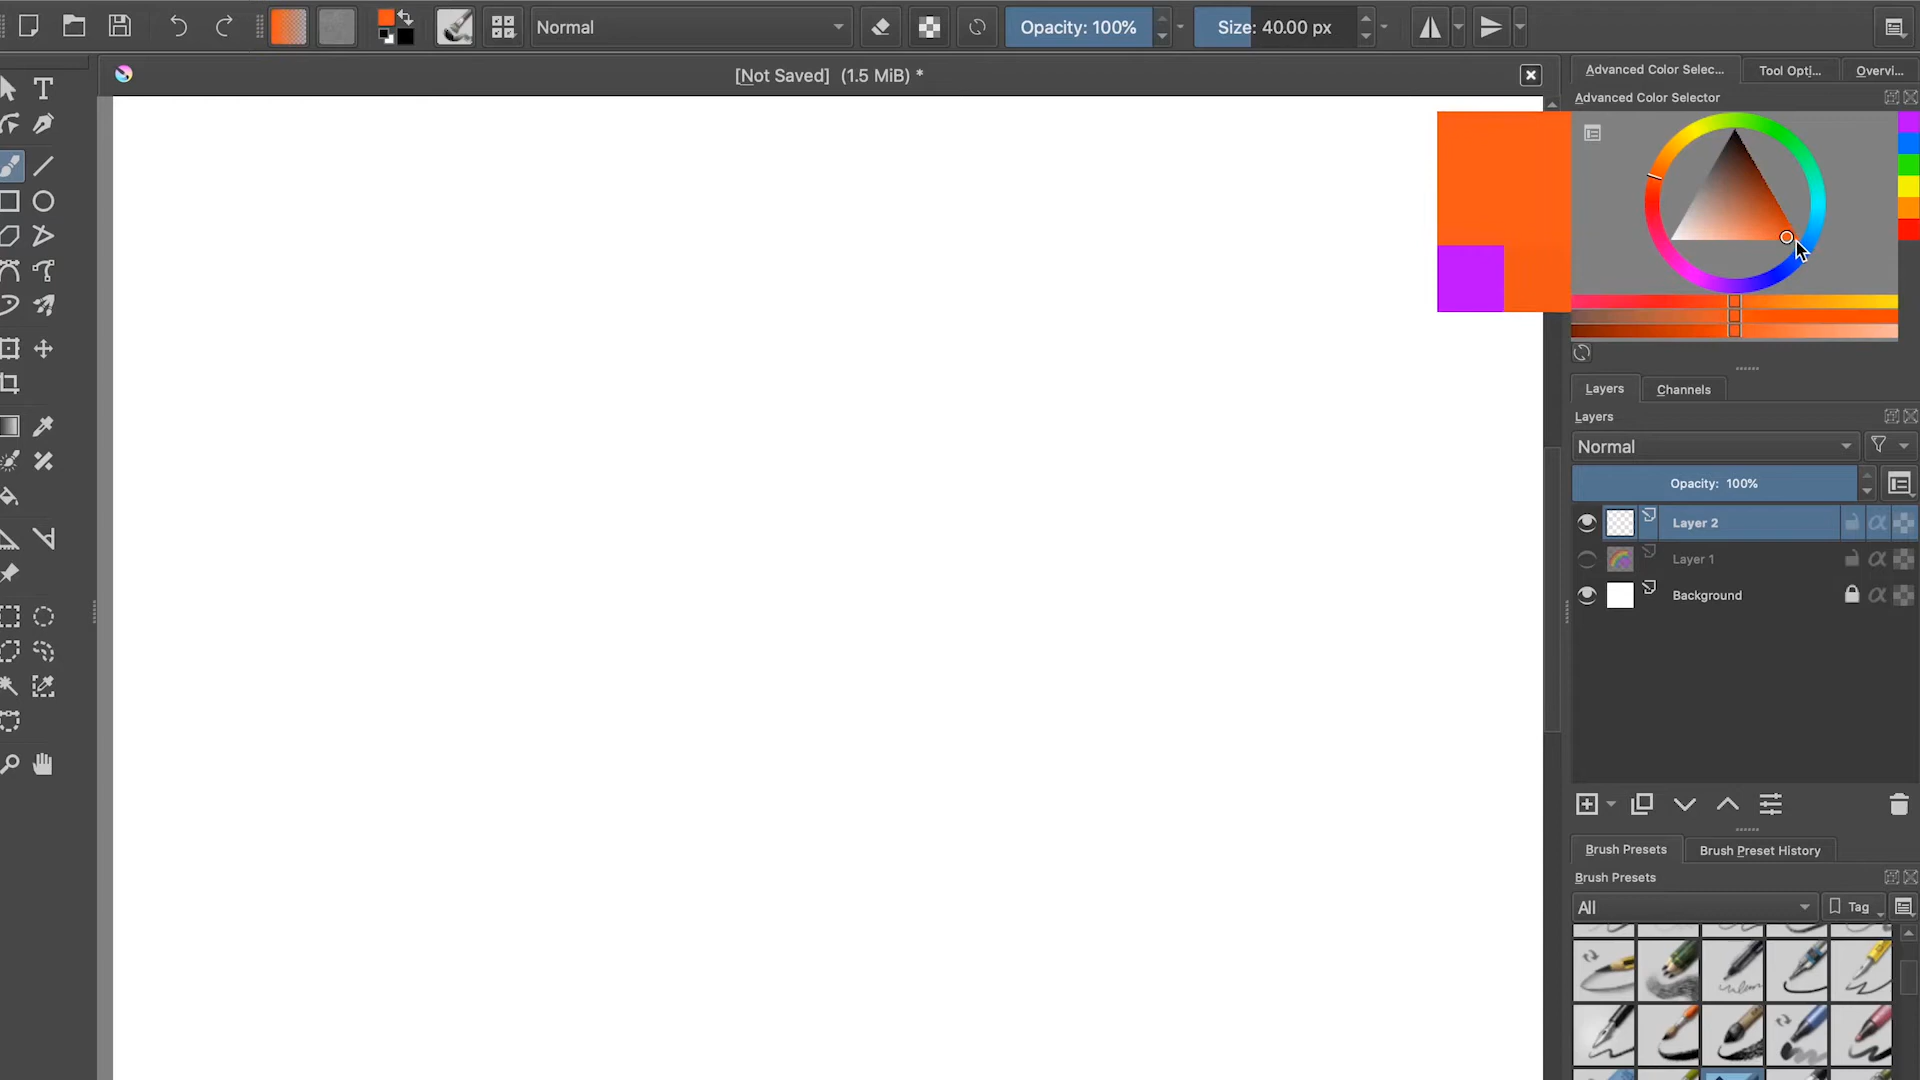 Normal
Opacity: 100%
Size: 40.00 px
[Not Saved] (1.5 MiB) *
Advanced Color Selec...
Tool Opti...
Overvi...
Advanced Color Selector
Layers
Channels
Layers
Normal
Opacity: 100%
Layer 2
Layer 1
Background
Brush Presets
Brush Preset History
Brush Presets
All
Tag